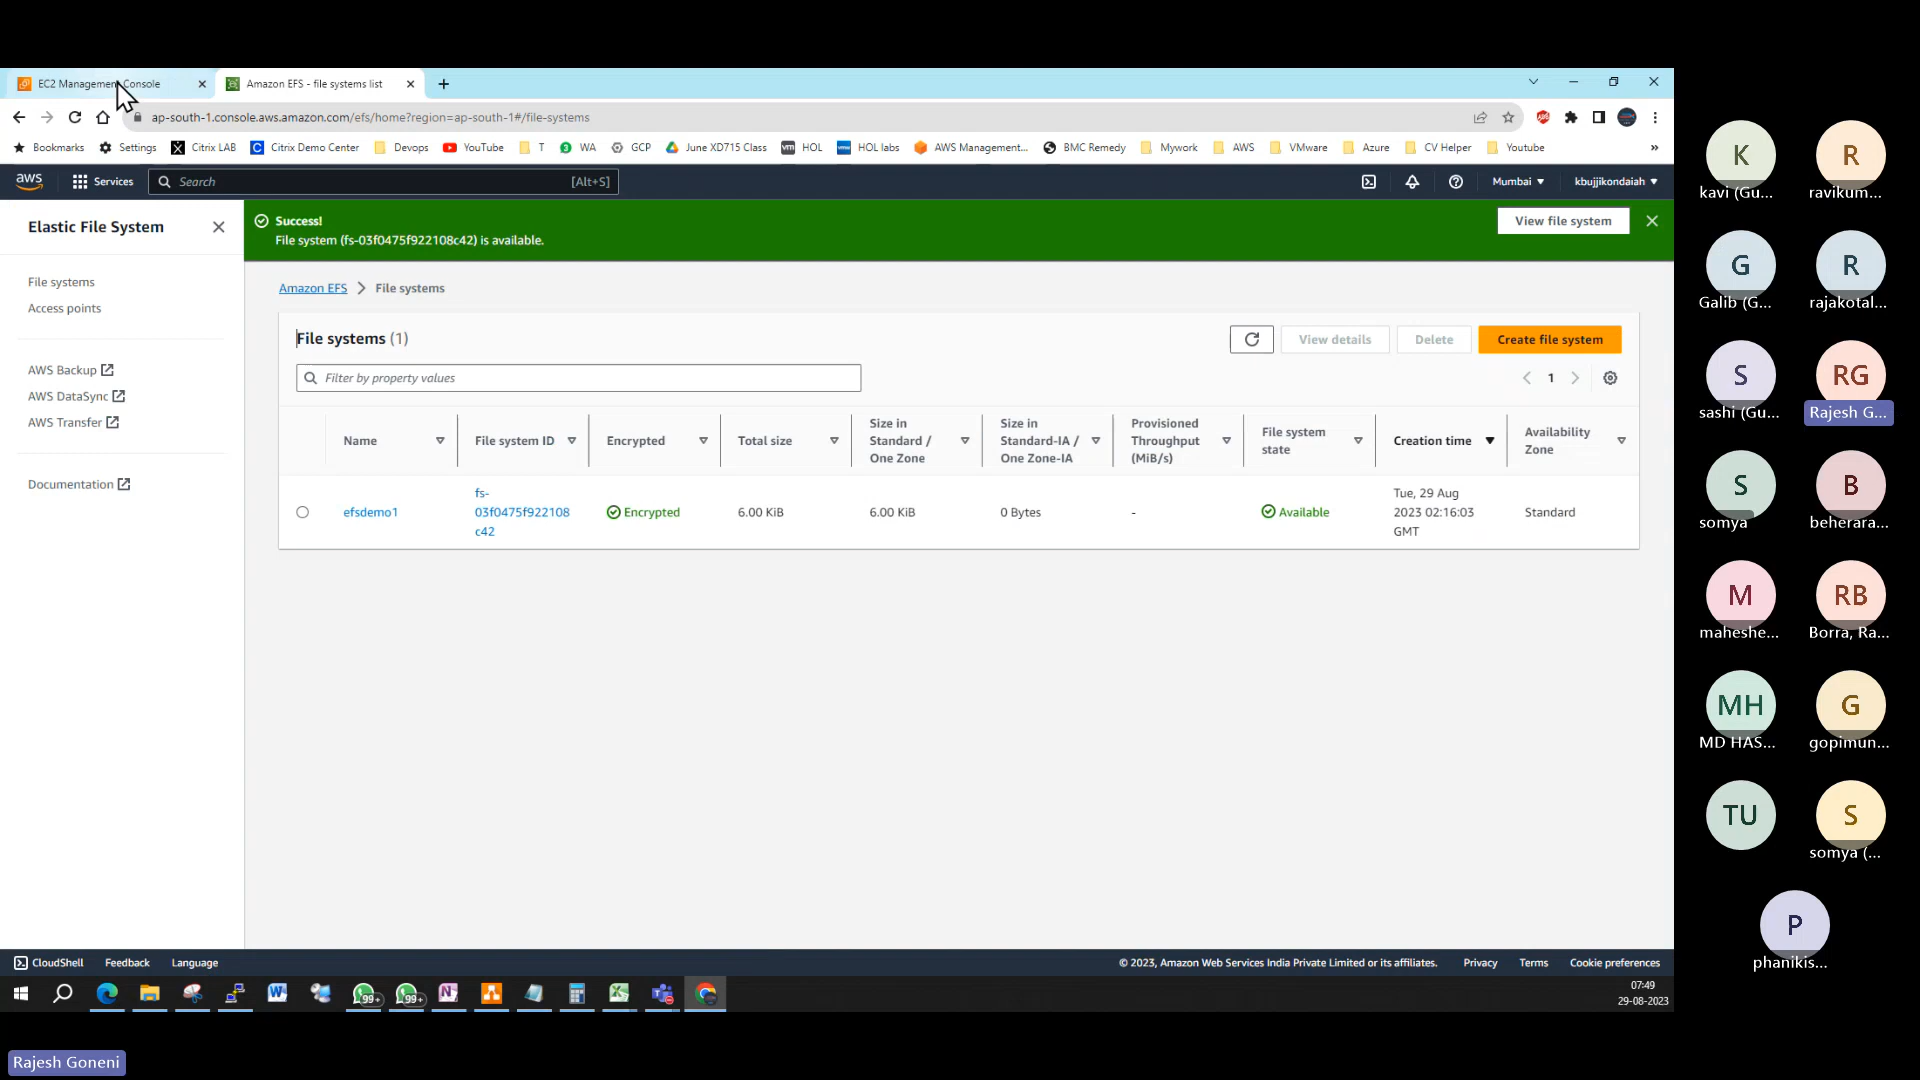 EC2 Management Console
Amazon EFS - file systems list
ap-south-1.console.aws.amazon.com/efs/home?region=ap-south-1#/file-systems
Bookmarks
Settings
Citrix LAB
Citrix Demo Center
Devops
YouTube
T
WA
GCP
June XD715 Class
HOL
HOL labs
AWS Management...
BMC Remedy
Mywork
AWS
VMware
Azure
CV Helper
Youtube
»
aws
Services
Search
[Alt+S]
Mumbai
kbujjikondaiah
Elastic File System
File systems
Access points
AWS Backup
AWS DataSync
AWS Transfer
Documentation
Success!
File system (fs-03f0475f922108c42) is available.
View file system
Amazon EFS
File systems
File systems (1)
View details
Delete
Create file system
Filter by property values
1
Name
File system ID
Encrypted
Total size
Size in
Standard /
One Zone
Size in
Standard-IA /
One Zone-IA
Provisioned
Throughput
(MiB/s)
File system
state
Creation time
Availability
Zone
efsdemo1
fs-
03f0475f922108
c42
Encrypted
6.00 KiB
6.00 KiB
0 Bytes
-
Available
Tue, 29 Aug
2023 02:16:03
GMT
Standard
CloudShell
Feedback
Language
© 2023, Amazon Web Services India Private Limited or its affiliates.
Privacy
Terms
Cookie preferences
99+
99+
07:49
29-08-2023
K
kavi (Gu...
R
ravikum...
G
Galib (G...
R
rajakotal...
S
sashi (Gu...
RG
Rajesh G...
S
somya
B
beherara...
M
maheshe...
RB
Borra, Ra...
MH
MD HAS...
G
gopimun...
TU
S
somya (...
P
phanikis...
Rajesh Goneni